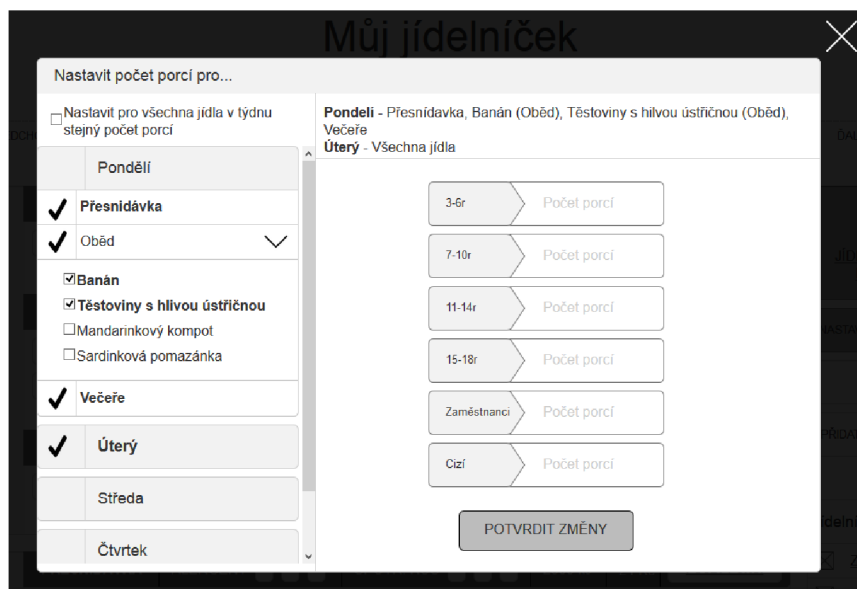 Můj jídelníček
Nastavit počet porcí pro...
Nastavit pro všechna jídla v týdnu
stejný počet porcí
Pondělí
Přesnidávka
Oběd
Banán
Těstoviny s hlivou ústřičnou
Mandarinkový kompot
Sardinková pomazánka
Večeře
Úterý
Středa
Čtvrtek
Pondeli - Přesnídavka, Banán (Oběd), Těstoviny s hilvou ústřičnou (Oběd),
Večeře
Úterý - Všechna jídla
3-6r Počet porcí
7-10r Počet porcí
11-14r Počet porcí
15-18r Počet porcí
Zaměstnanci Počet porcí
Cizí Počet porcí
POTVRDIT ZMĚNY